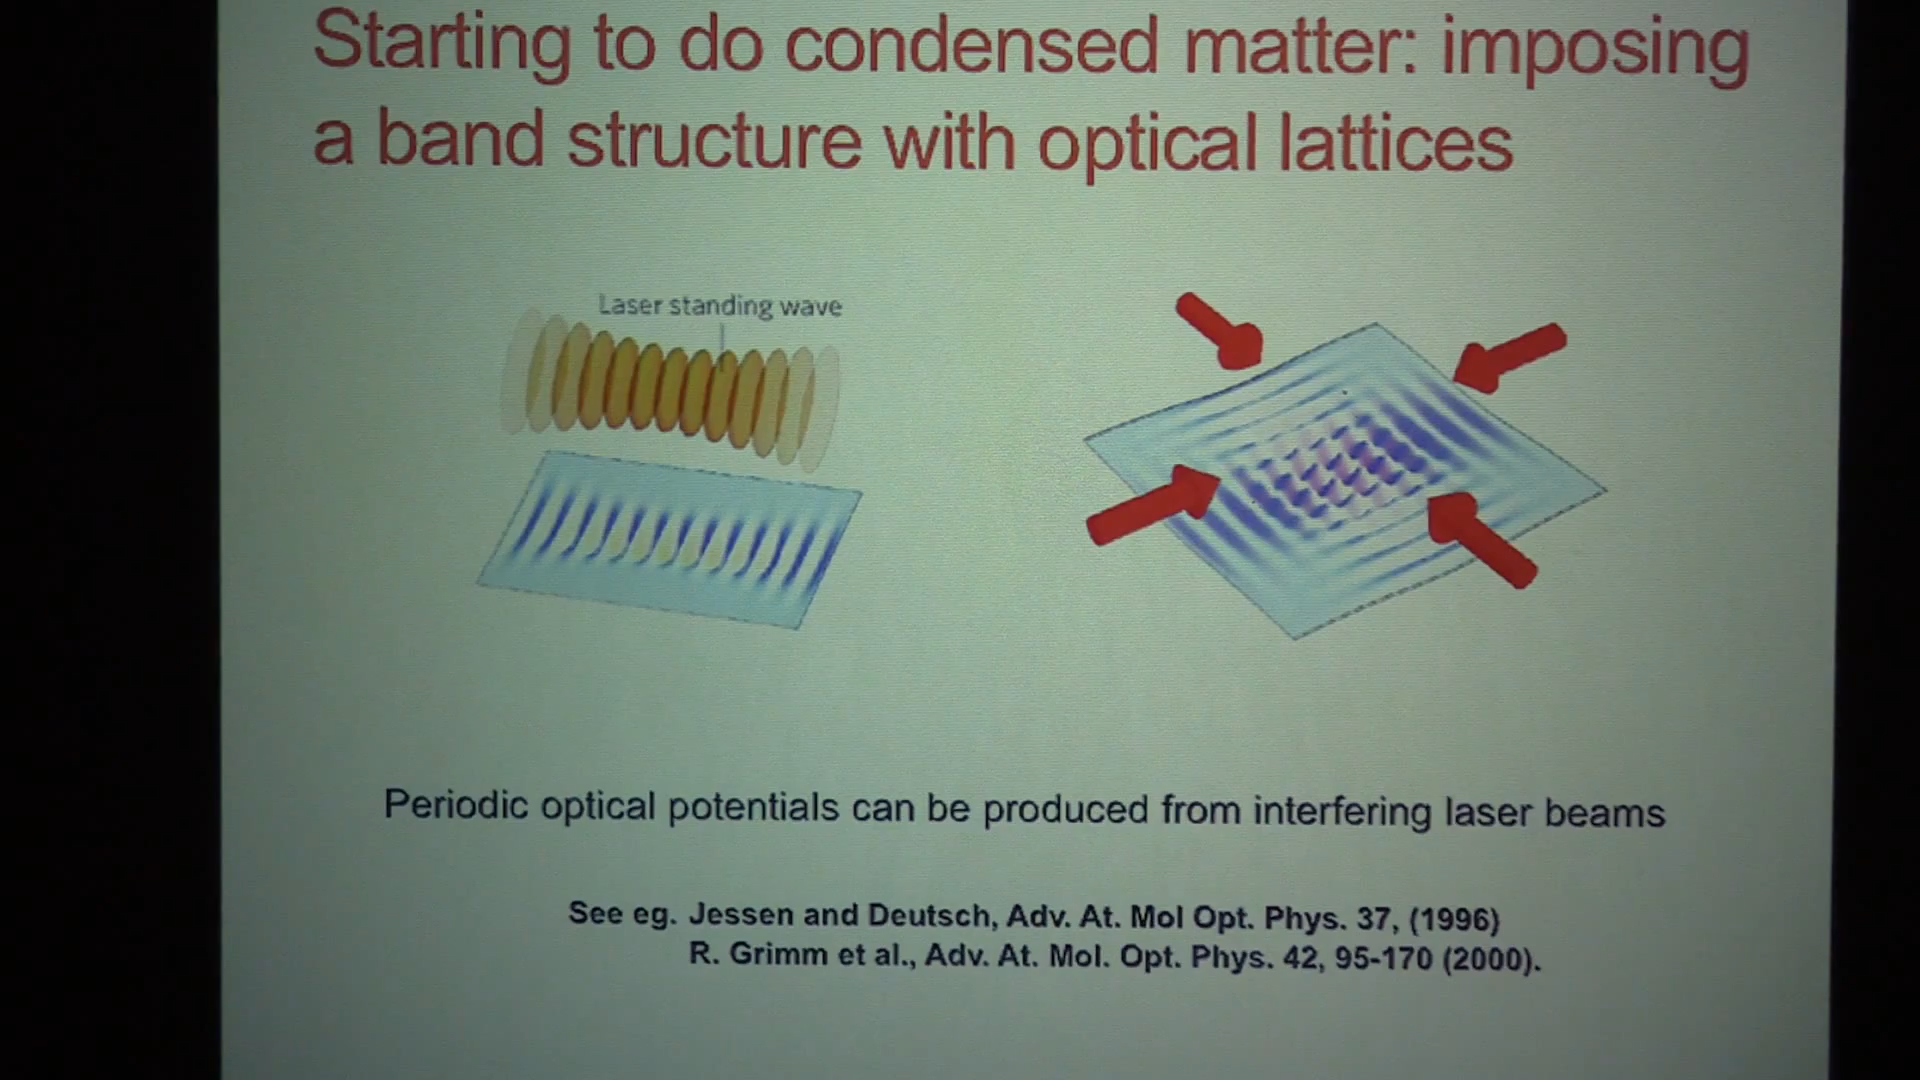 Starting to do condensed matter: imposing
a band structure with optical lattices
Laser standing wave
Periodic optical potentials can be produced from interfering laser beams
See eg. Jessen and Deutsch, Adv. At. Mol Opt. Phys. 37, (1996)
R. Grimm et al., Adv. At. Mol. Opt. Phys. 42, 95-170 (2000).